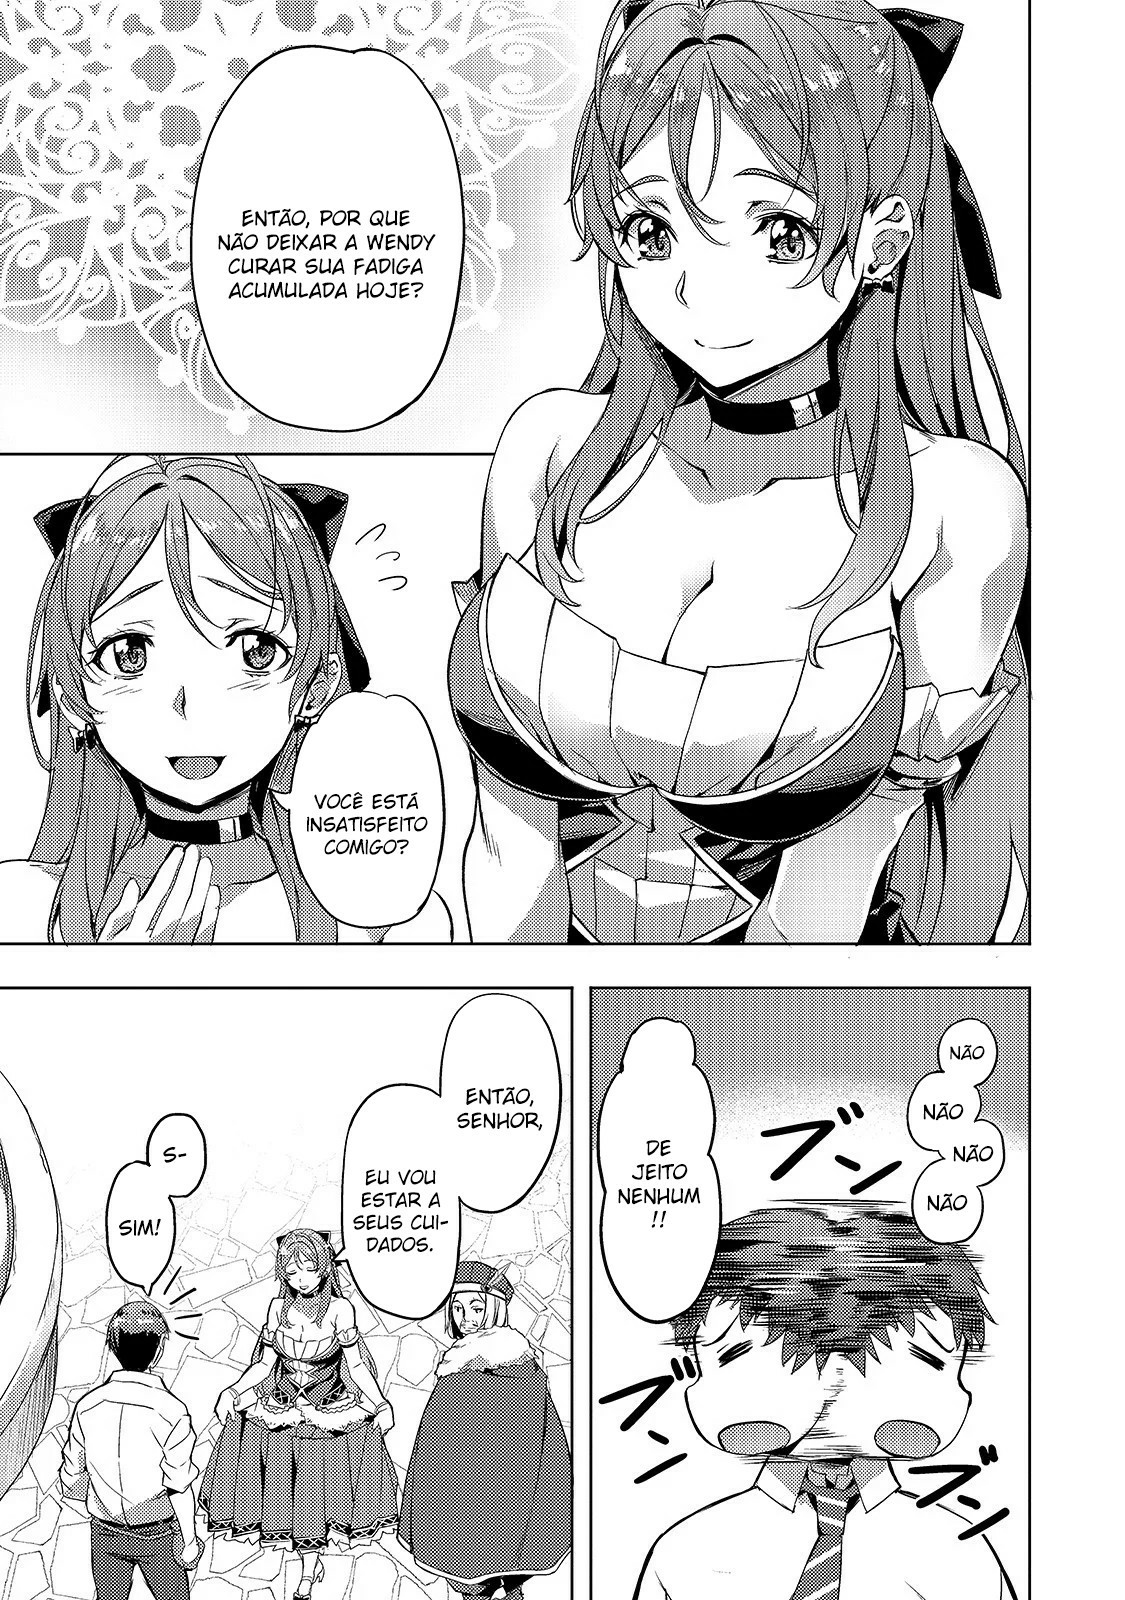 ENTÃO, POR QUE
NÃO DEIXAR A WENDY
CURAR SUA FADIGA
ACUMULADA HOJE?
VOCÊ ESTÁ
INSATISFEITO
COMIGO?
NÃO
NÃO
NÃO
NÃO
DE
JEITO
NENHUM
!!
ブン
ブン
ブン
ENTÃO,
SENHOR,
EU VOU
ESTAR A
SEUS CUI-
DADOS.
S-
SIM!